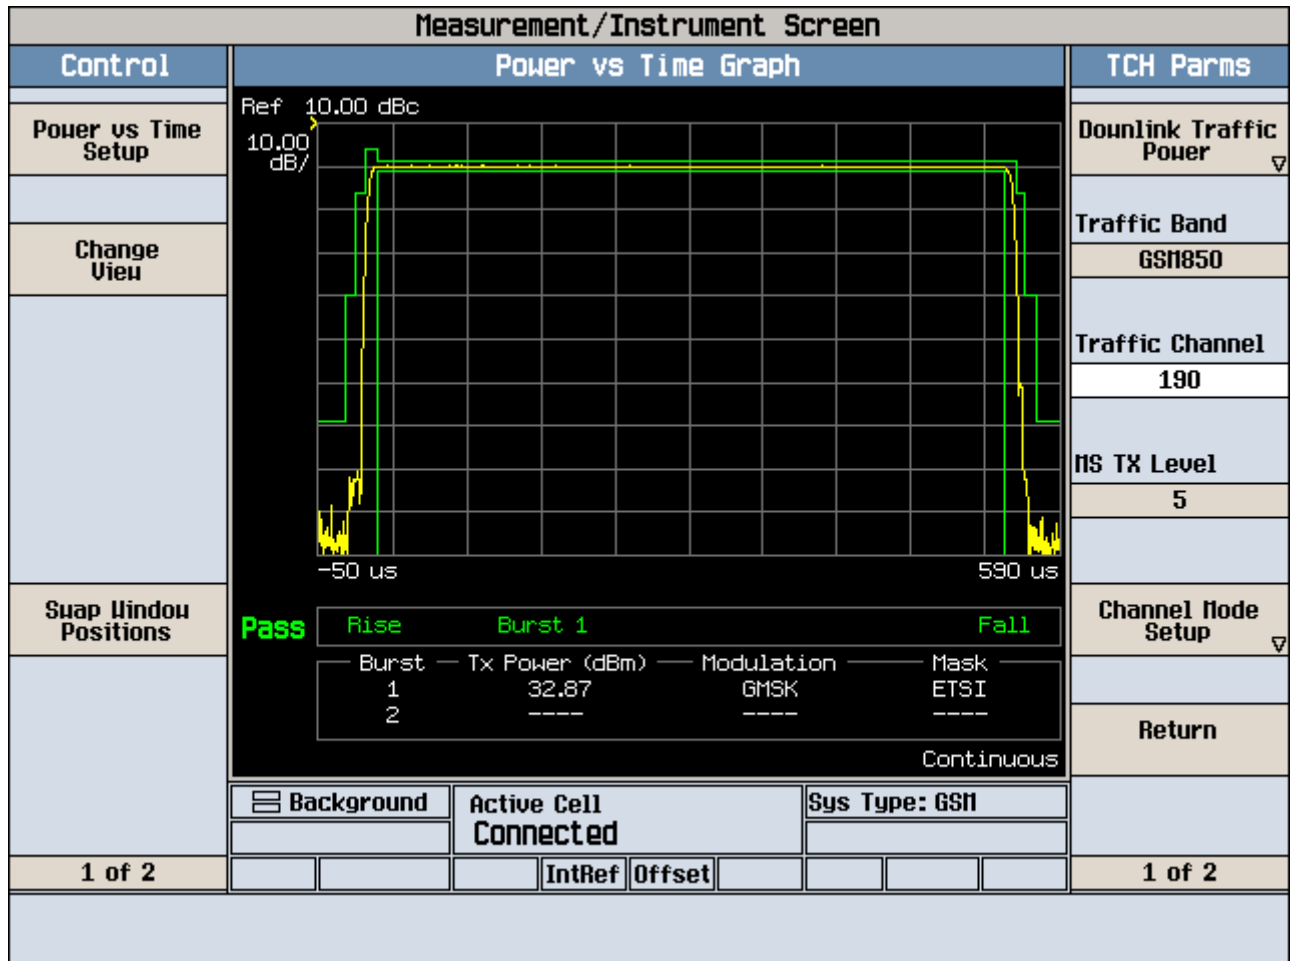 Measurement/Instrument Screen
Control
Power vs Time Graph
TCH Parms
Power vs Time
Setup
Change
View
Swap Window
Positions
1 of 2
Ref 10.00 dBc
10.00
dB/
-50 us
590 us
Pass
Rise
Burst 1
Fall
Burst
Tx Power (dBm)
Modulation
Mask
1
32.87
GMSK
ETSI
2
----
----
----
Continuous
Background
Active Cell
Connected
Sys Type: GSM
IntRef
Offset
Downlink Traffic
Power
Traffic Band
GSM850
Traffic Channel
190
MS TX Level
5
Channel Mode
Setup
Return
1 of 2